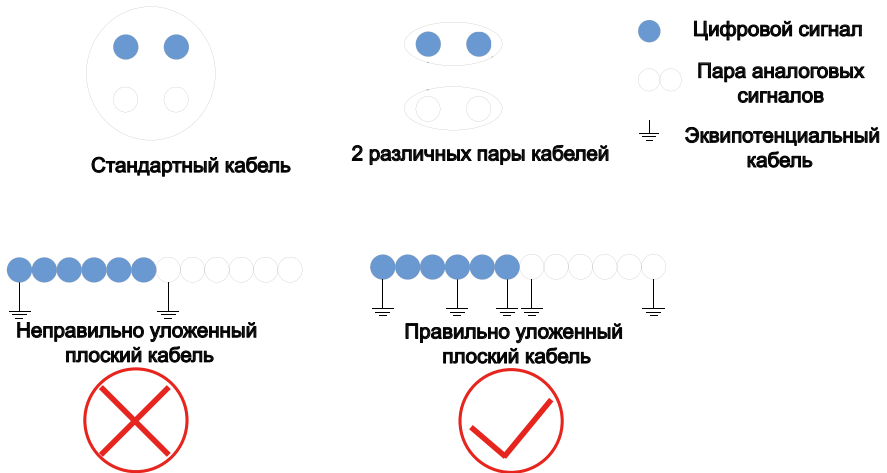 Стандартный кабель
2 различных пары кабелей
Цифровой сигнал
Пара аналоговых
сигналов
Эквипотенциальный
кабель
Неправильно уложенный
плоский кабель
Правильно уложенный
плоский кабель